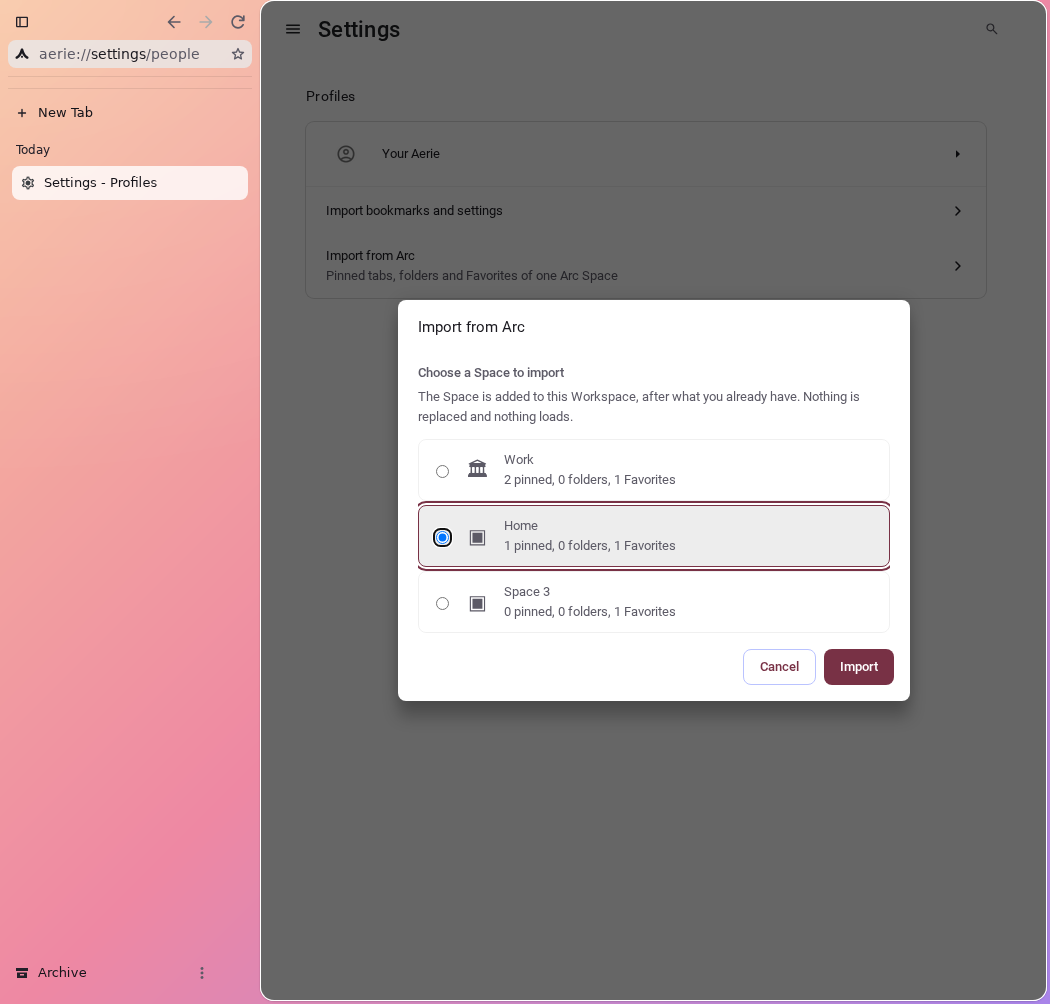 aerie://settings/people
New Tab
Today
Settings - Profiles
Archive
Settings
Profiles
Your Aerie
Import bookmarks and settings
Import from Arc
Pinned tabs, folders and Favorites of one Arc Space
Import from Arc
Choose a Space to import
The Space is added to this Workspace, after what you already have. Nothing is
replaced and nothing loads.
Work
2 pinned, 0 folders, 1 Favorites
Home
1 pinned, 0 folders, 1 Favorites
Space 3
0 pinned, 0 folders, 1 Favorites
Cancel
Import